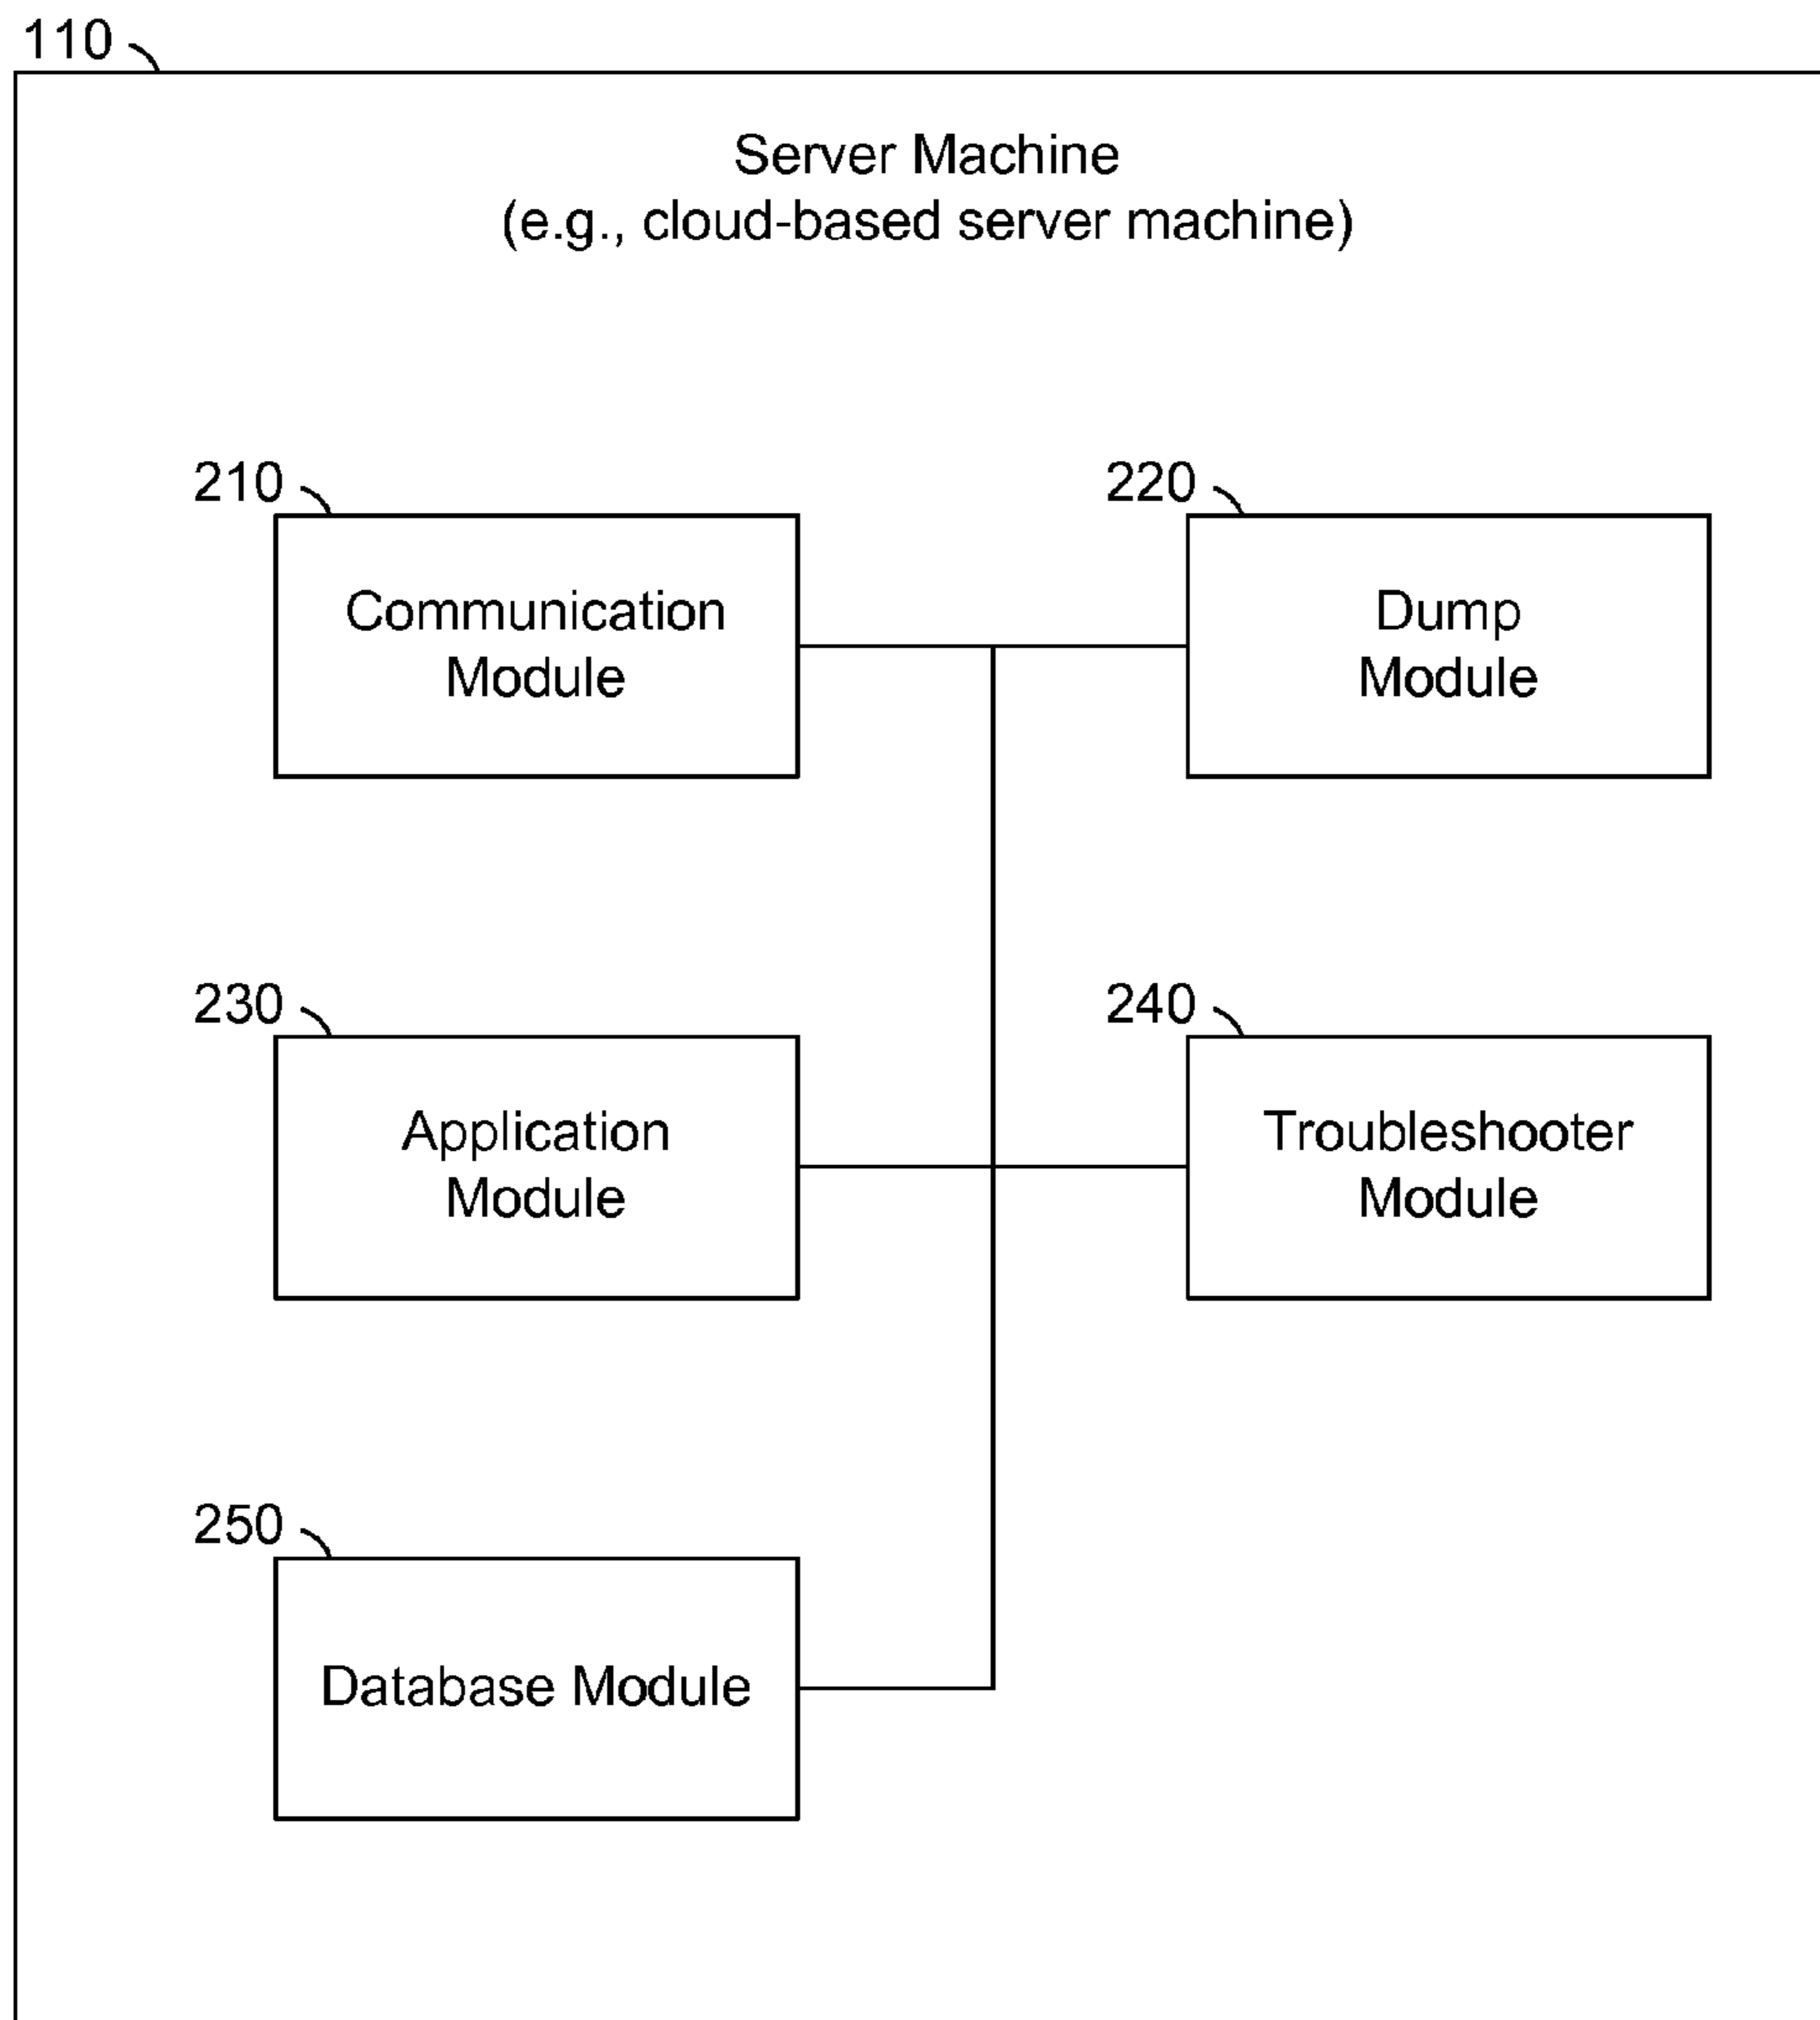 110
Server Machine
(e.g., cloud-based server machine)
210
Communication
Module
220
Dump
Module
230
Application
Module
240
Troubleshooter
Module
250
Database Module